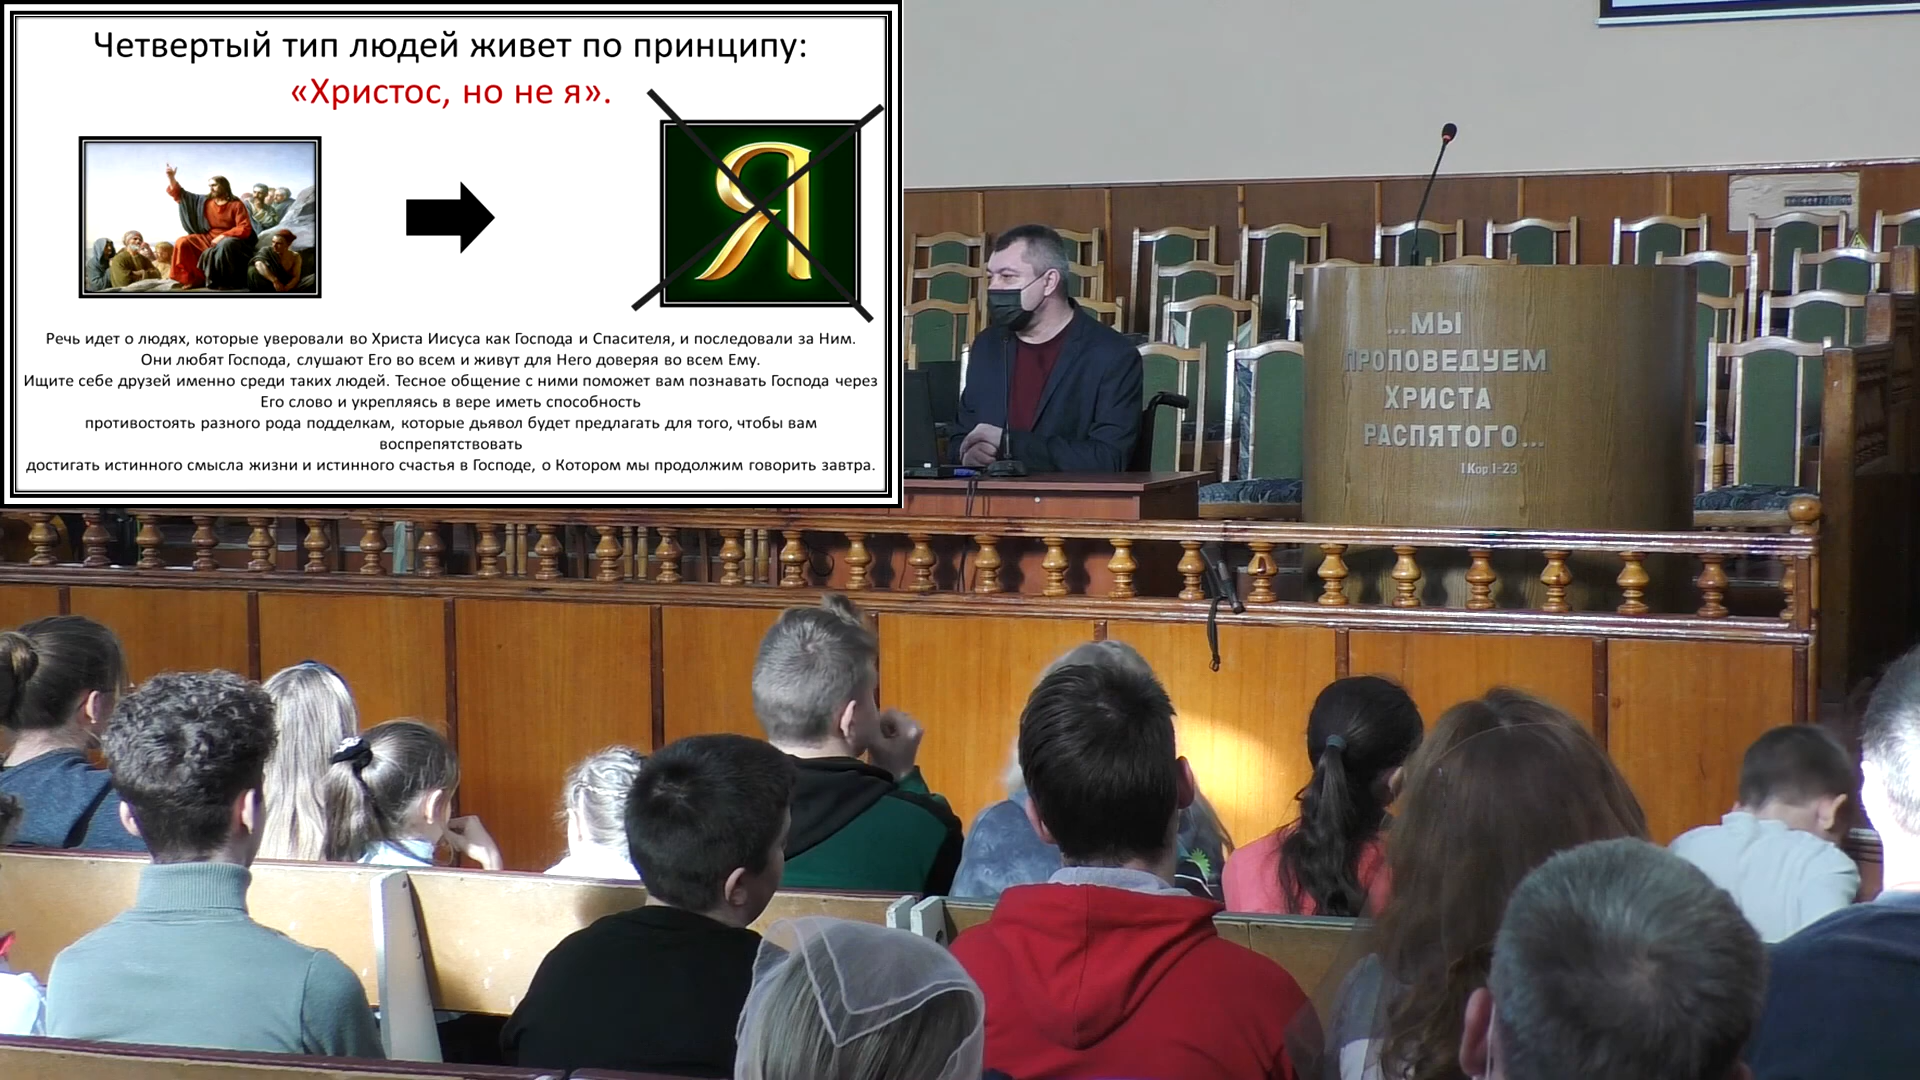 Четвертый тип людей живет по принципу:
«Христос, но не я».
Я
Речь идет о людях, которые уверовали во Христа Иисуса как Господа и Спасителя, и последовали за Ним.
Они любят Господа, слушают Его во всем и живут для Него доверяя во всем Ему.
Ищите себе друзей именно среди таких людей. Тесное общение с ними поможет вам познавать Господа через
Его слово и укрепляясь в вере иметь способность
противостоять разного рода подделкам, которые дьявол будет предлагать для того, чтобы вам
воспрепятствовать
достигать истинного смысла жизни и истинного счастья в Господе, о Котором мы продолжим говорить завтра.
...МЫ
ПРОПОВЕДУЕМ
ХРИСТА
РАСПЯТОГО...
1 Кор. 1-23